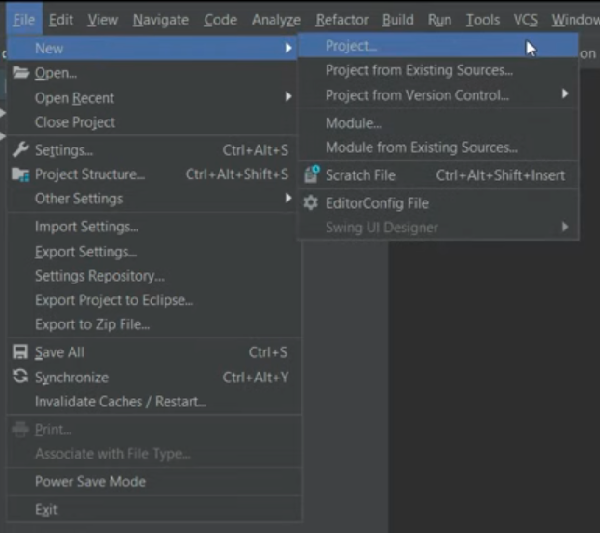 File Edit View Navigate Code Analyze Refactor Build Run Tools VCS Window
New
Open...
Open Recent
Close Project
Settings... Ctrl+Alt+S
Project Structure... Ctrl+Alt+Shift+S
Other Settings
Import Settings...
Export Settings...
Settings Repository...
Export Project to Eclipse...
Export to Zip File...
Save All Ctrl+S
Synchronize Ctrl+Alt+Y
Invalidate Caches / Restart...
Print...
Associate with File Type...
Power Save Mode
Exit
Project...
Project from Existing Sources...
Project from Version Control...
Module...
Module from Existing Sources...
Scratch File Ctrl+Alt+Shift+Insert
EditorConfig File
Swing UI Designer
on